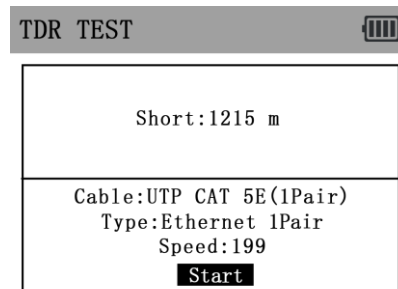 TDR TEST
Short:1215 m
Cable:UTP CAT 5E(1Pair)
Type:Ethernet 1Pair
Speed:199
Start